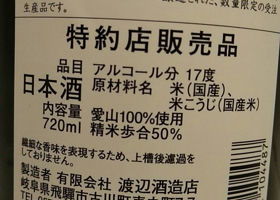 された、数量限定の受注
生産品です。
特約店販売品
品目 アルコール分 17度
日本酒 原材料名 米(国産)、
米こうじ(国産米)
内容量 愛山100%使用
720ml 精米歩合50%
繊細な香味を表現するため、上槽後濾過を
しておりません。
製造者 有限会社 渡辺酒造店
岐阜県飛騨市古川町